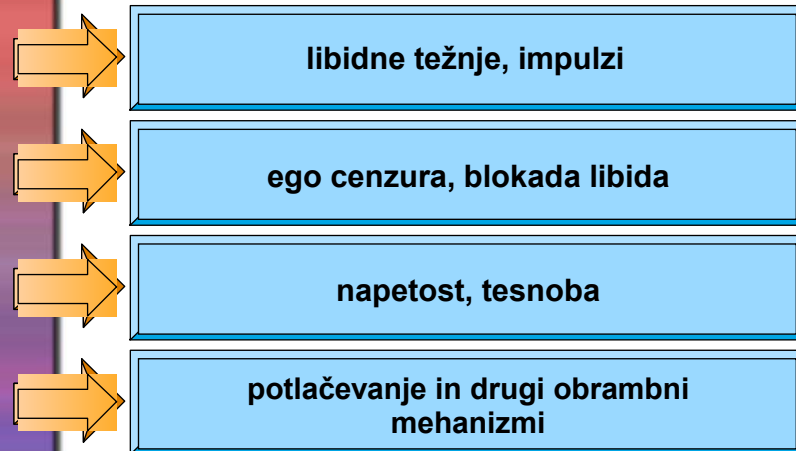 libidne težnje, impulzi
ego cenzura, blokada libida
napetost, tesnoba
potlačevanje in drugi obrambni
mehanizmi